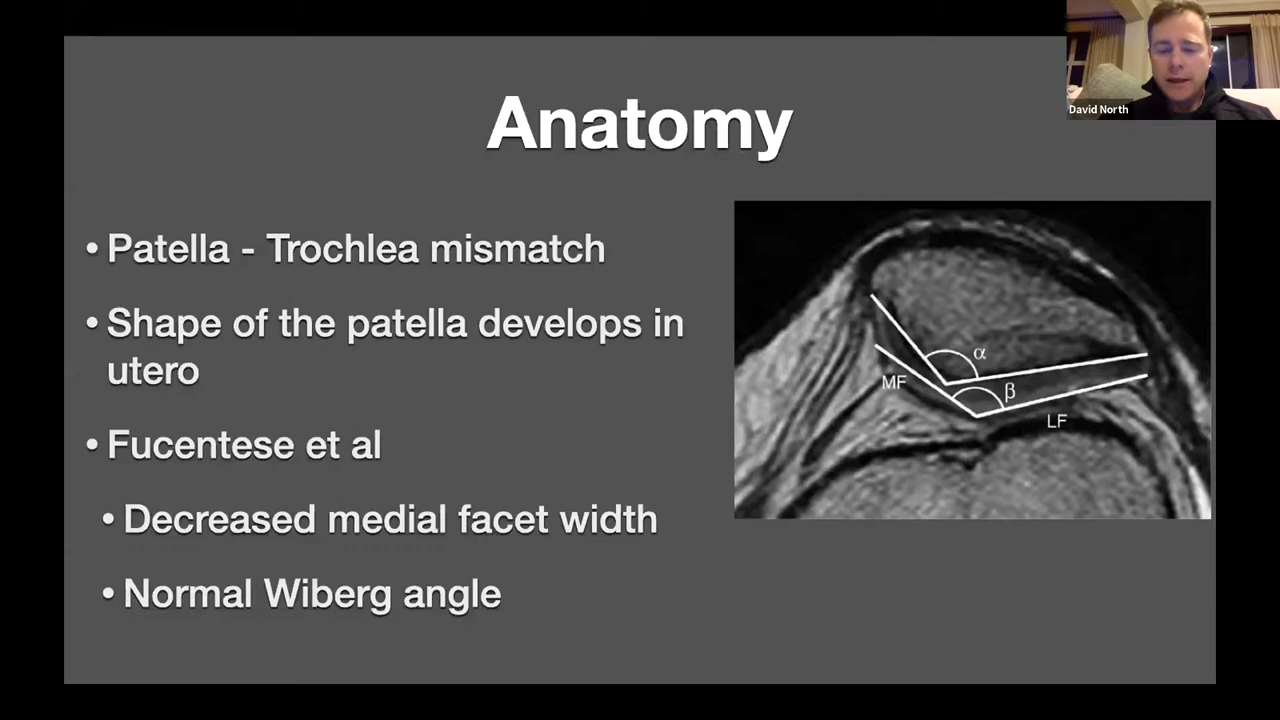 Anatomy
David North
• Patella - Trochlea mismatch
• Shape of the patella develops in
utero
• Fucentese et al
• Decreased medial facet width
• Normal Wiberg angle
α
MF
β
LF